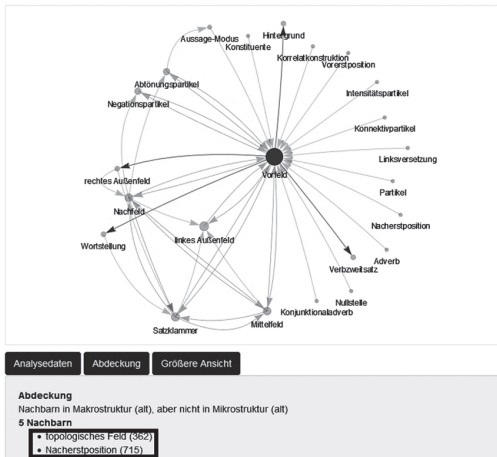 Aussage-Modus
Hintergrund
Konstituente
Korrelatkonstruktion
Vorerstposition
Abtönungspartikel
Intensitätspartikel
Negationspartikel
Konnektivpartikel
Linksversetzung
Vorfeld
rechtes Außenfeld
Partikel
Nachfeld
Nacherstposition
linkes Außenfeld
Wortstellung
Adverb
Verbzweitsatz
Nullstelle
Konjunktionaladverb
Mittelfeld
Salzklammer
Analysedaten Abdeckung Größere Ansicht
Abdeckung
Nachbarn in Makrostruktur (alt), aber nicht in Mikrostruktur (alt)
5 Nachbarn
• topologisches Feld (362)
• Nacherstposition (715)